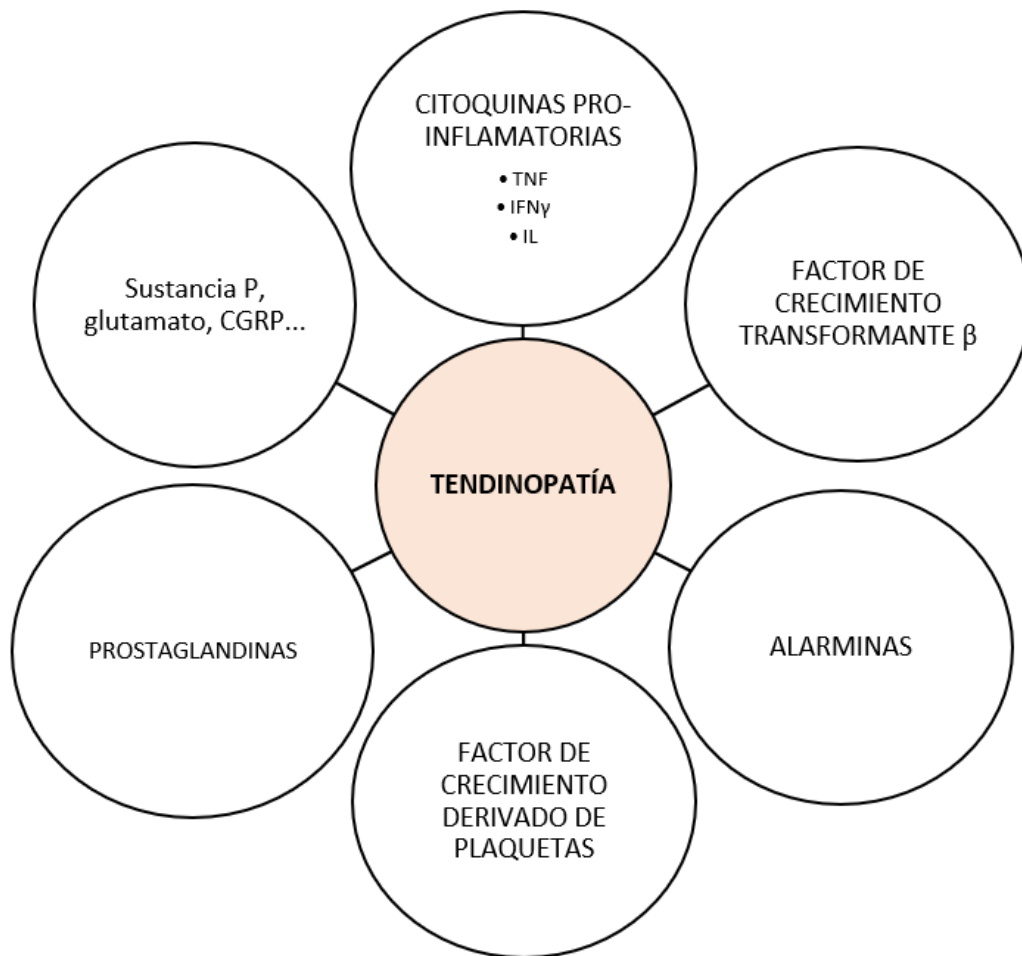 CITOQUINAS PRO-
INFLAMATORIAS
• TNF
• IFNγ
• IL
Sustancia P,
glutamato, CGRP...
FACTOR DE
CRECIMIENTO
TRANSFORMANTE β
TENDINOPATÍA
PROSTAGLANDINAS
ALARMINAS
FACTOR DE
CRECIMIENTO
DERIVADO DE
PLAQUETAS